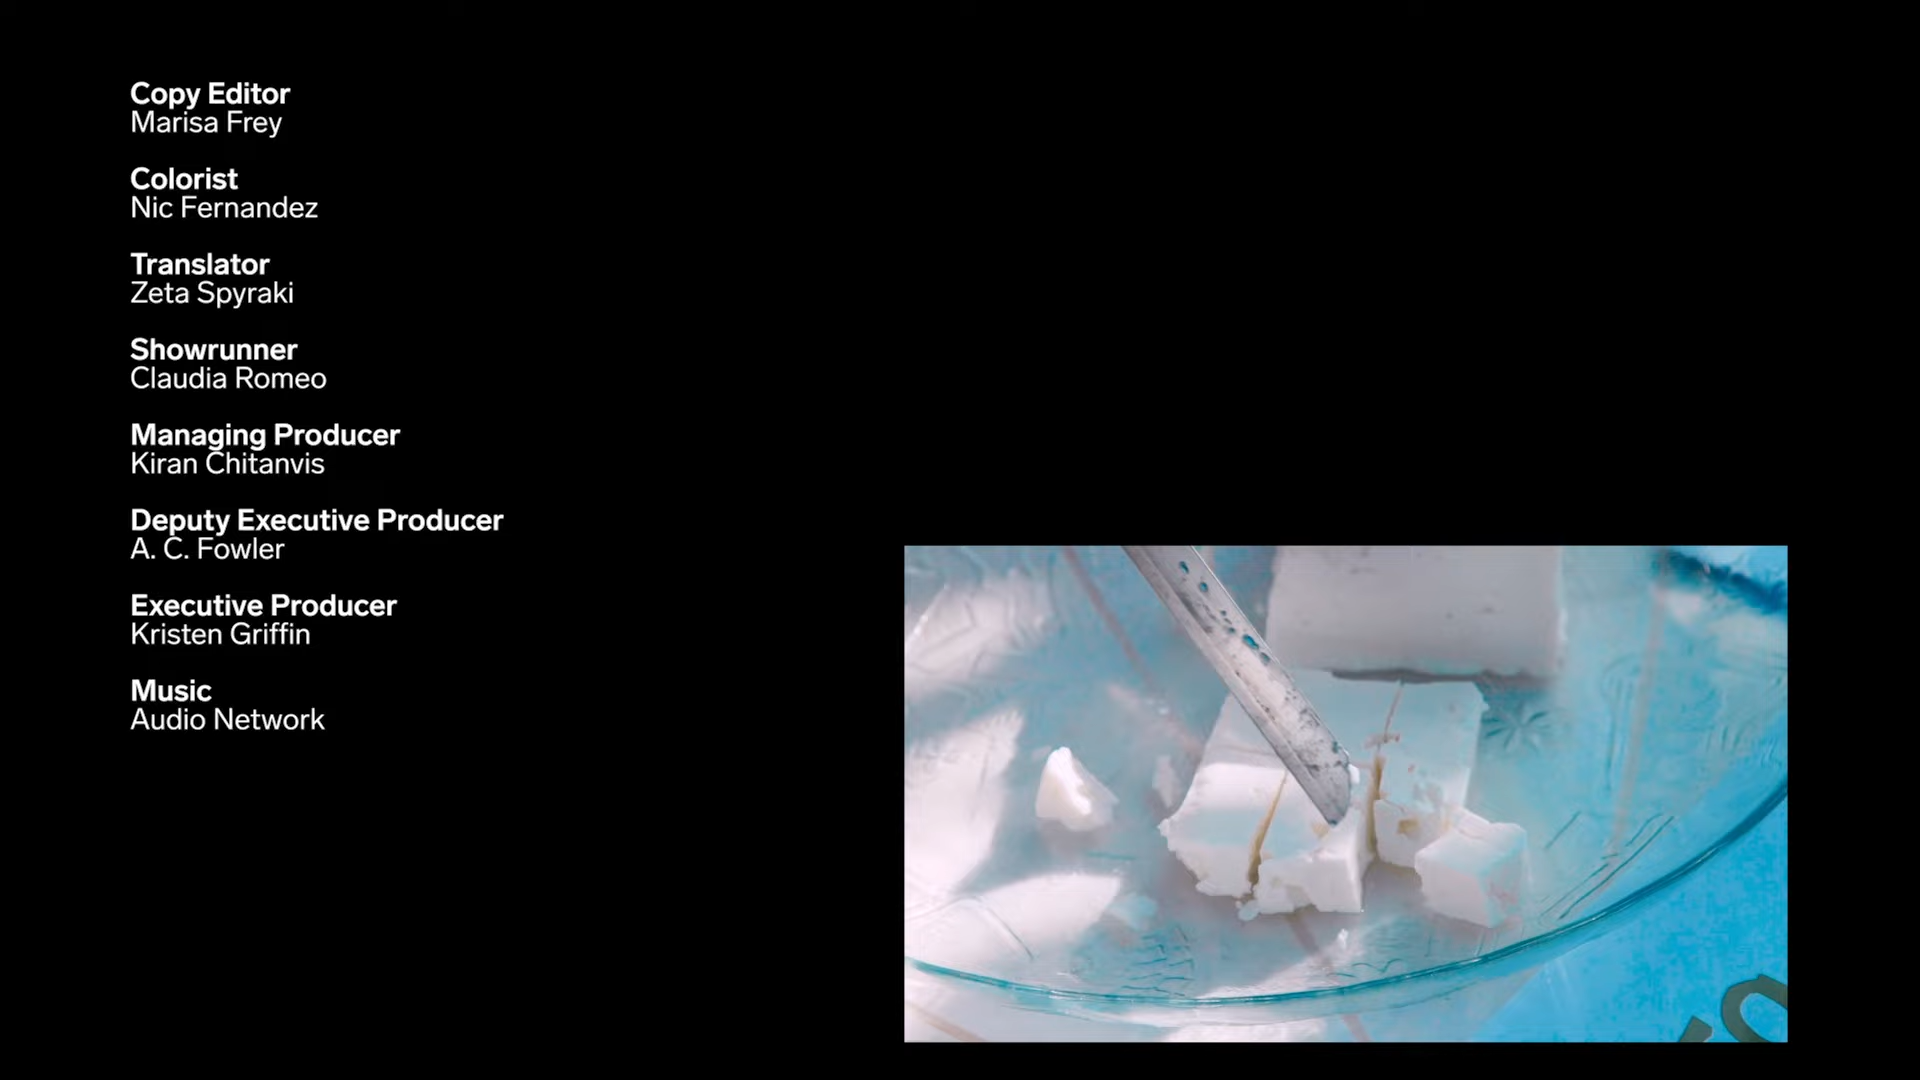 Copy Editor
Marisa Frey
Colorist
Nic Fernandez
Translator
Zeta Spyraki
Showrunner
Claudia Romeo
Managing Producer
Kiran Chitanvis
Deputy Executive Producer
A. C. Fowler
Executive Producer
Kristen Griffin
Music
Audio Network